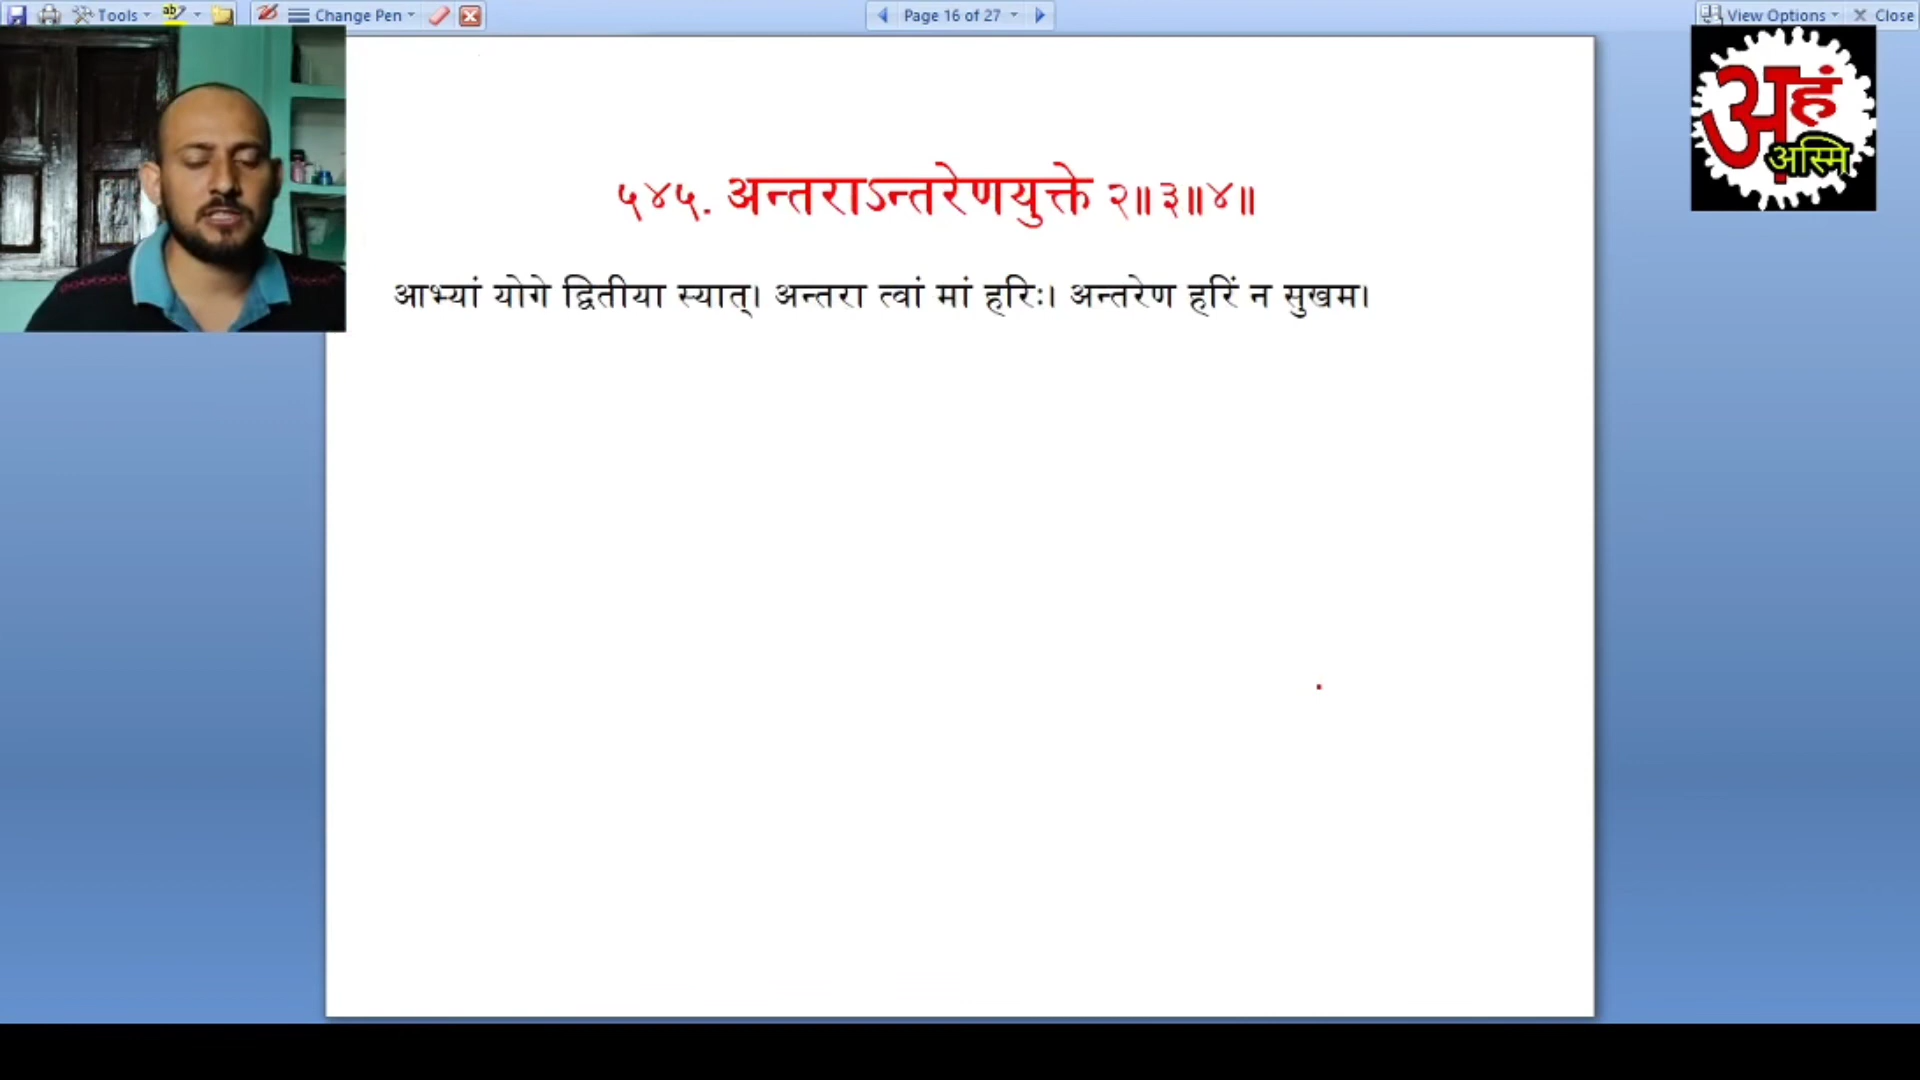 Tools
Change Pen
Page 16 of 27
View Options
Close
अहं
अस्मि
५४५. अन्तराऽन्तरेणयुक्ते २॥३॥४॥
आभ्यां योगे द्वितीया स्यात्। अन्तरा त्वां मां हरिः। अन्तरेण हरिं न सुखम।